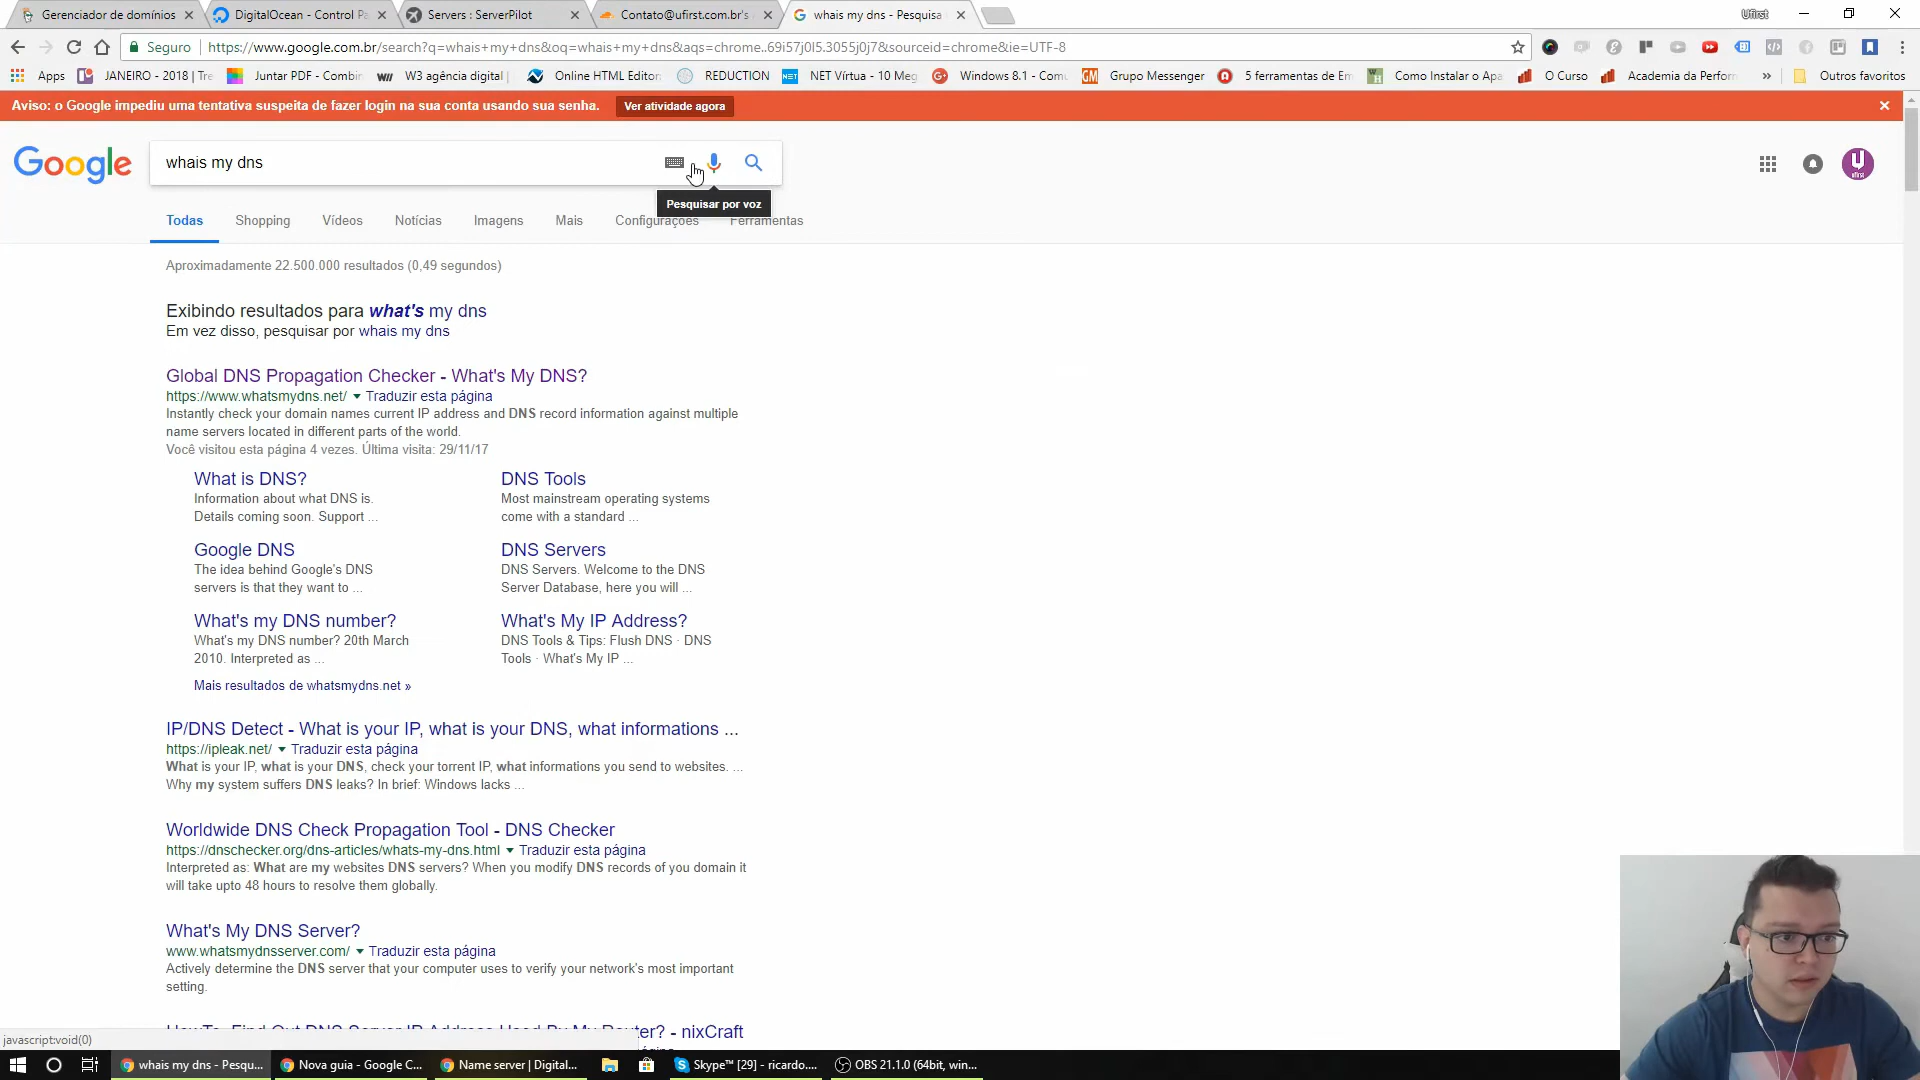 Gerenciador de domínios
DigitalOcean - Control Pa
Servers : ServerPilot
Contato@ufirst.com.br's
whais my dns - Pesquisa
Ufirst
Seguro
https://www.google.com.br/search?q=whais+my+dns&oq=whais+my+dns&aqs=chrome..69i57j0l5.3055j0j7&sourceid=chrome&ie=UTF-8
Apps
JANEIRO - 2018 | Tre
Juntar PDF - Combin
W3 agência digital |
Online HTML Editor
REDUCTION
NET Vírtua - 10 Meg
Windows 8.1 - Comu
Grupo Messenger
5 ferramentas de Em
Como Instalar o Apa
O Curso
Academia da Perform
»
Outros favoritos
Aviso: o Google impediu uma tentativa suspeita de fazer login na sua conta usando sua senha.
Ver atividade agora
Google
whais my dns
Pesquisar por voz
Todas
Shopping
Vídeos
Notícias
Imagens
Mais
Configurações
Ferramentas
Aproximadamente 22.500.000 resultados (0,49 segundos)
Exibindo resultados para what's my dns
Em vez disso, pesquisar por whais my dns
Global DNS Propagation Checker - What's My DNS?
https://www.whatsmydns.net/ Traduzir esta página
Instantly check your domain names current IP address and DNS record information against multiple
name servers located in different parts of the world.
Você visitou esta página 4 vezes. Última visita: 29/11/17
What is DNS?
Information about what DNS is.
Details coming soon. Support ...
DNS Tools
Most mainstream operating systems
come with a standard ...
Google DNS
The idea behind Google's DNS
servers is that they want to ...
DNS Servers
DNS Servers. Welcome to the DNS
Server Database, here you will ...
What's my DNS number?
What's my DNS number? 20th March
2010. Interpreted as ...
What's My IP Address?
DNS Tools & Tips: Flush DNS · DNS
Tools · What's My IP ...
Mais resultados de whatsmydns.net »
IP/DNS Detect - What is your IP, what is your DNS, what informations ...
https://ipleak.net/ Traduzir esta página
What is your IP, what is your DNS, check your torrent IP, what informations you send to websites. ...
Why my system suffers DNS leaks? In brief: Windows lacks ...
Worldwide DNS Check Propagation Tool - DNS Checker
https://dnschecker.org/dns-articles/whats-my-dns.html Traduzir esta página
Interpreted as: What are my websites DNS servers? When you modify DNS records of you domain it
will take upto 48 hours to resolve them globally.
What's My DNS Server?
www.whatsmydnsserver.com/ Traduzir esta página
Actively determine the DNS server that your computer uses to verify your network's most important
setting.
HowTo: Find Out DNS Server IP Address Used By My Router? - nixCraft
javascript:void(0)
whais my dns - Pesqu...
Nova guia - Google C...
Name server | Digital...
Skype™ [29] - ricardo....
OBS 21.1.0 (64bit, win...